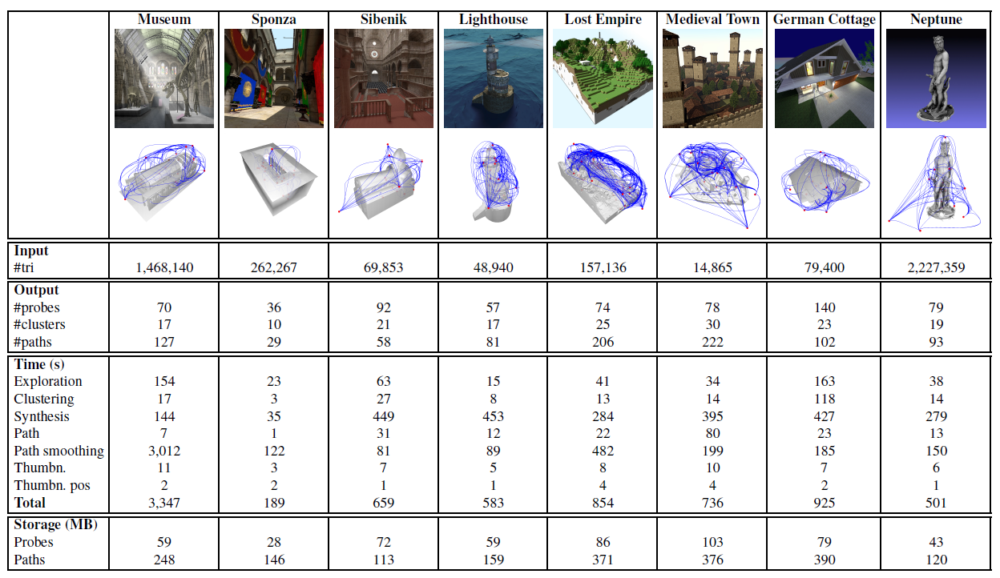 Museum Sponza Sibenik Lighthouse Lost Empire Medieval Town German Cottage Neptune
Input
#tri 1,468,140 262,267 69,853 48,940 157,136 14,865 79,400 2,227,359
Output
#probes 70 36 92 57 74 78 140 79
#clusters 17 10 21 17 25 30 23 19
#paths 127 29 58 81 206 222 102 93
Time (s)
Exploration 154 23 63 15 41 34 163 38
Clustering 17 3 27 8 13 14 118 14
Synthesis 144 35 449 453 284 395 427 279
Path 7 1 31 12 22 80 23 13
Path smoothing 3,012 122 81 89 482 199 185 150
Thumbn. 11 3 7 5 8 10 7 6
Thumbn. pos 2 2 1 1 4 4 2 1
Total 3,347 189 659 583 854 736 925 501
Storage (MB)
Probes 59 28 72 59 86 103 79 43
Paths 248 146 113 159 371 376 390 120